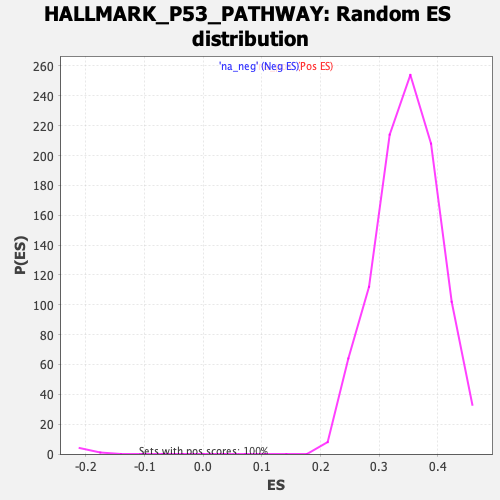 HALLMARK_P53_PATHWAY: Random ES
distribution
'na_neg' (Neg ES)
(Pos ES)
260
240
220
200
180
160
140
120
100
80
60
40
20
0
P(ES)
Sets with pos scores: 100%
-0.2 -0.1 0.0 0.1 0.2 0.3 0.4
ES